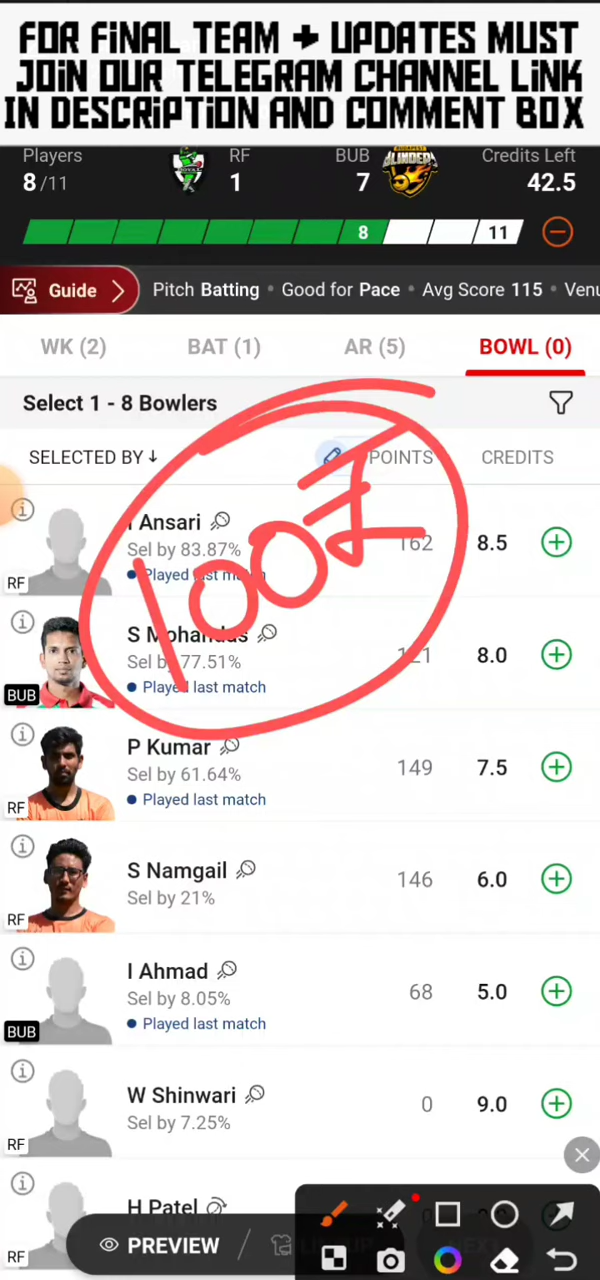 FOR FINAL TEAM + UPDATES MUST
JOIN OUR TELEGRAM CHANNEL LINK
IN DESCRIPTION AND COMMENT BOX
Players RF BUB Credits Left
8/11 1 7 42.5
8 11
Guide Pitch Batting • Good for Pace • Avg Score 115 • Venu
WK (2) BAT (1) AR (5) BOWL (0)
Select 1 - 8 Bowlers
SELECTED BY ↓ POINTS CREDITS
I Ansari
Sel by 83.87% 162 8.5
Played last match
RF
100₹
S Mohandas
Sel by 77.51% 121 8.0
Played last match
BUB
P Kumar
Sel by 61.64% 149 7.5
Played last match
RF
S Namgail
Sel by 21% 146 6.0
RF
I Ahmad
Sel by 8.05% 68 5.0
Played last match
BUB
W Shinwari
Sel by 7.25% 0 9.0
RF
H Patel
RF
PREVIEW